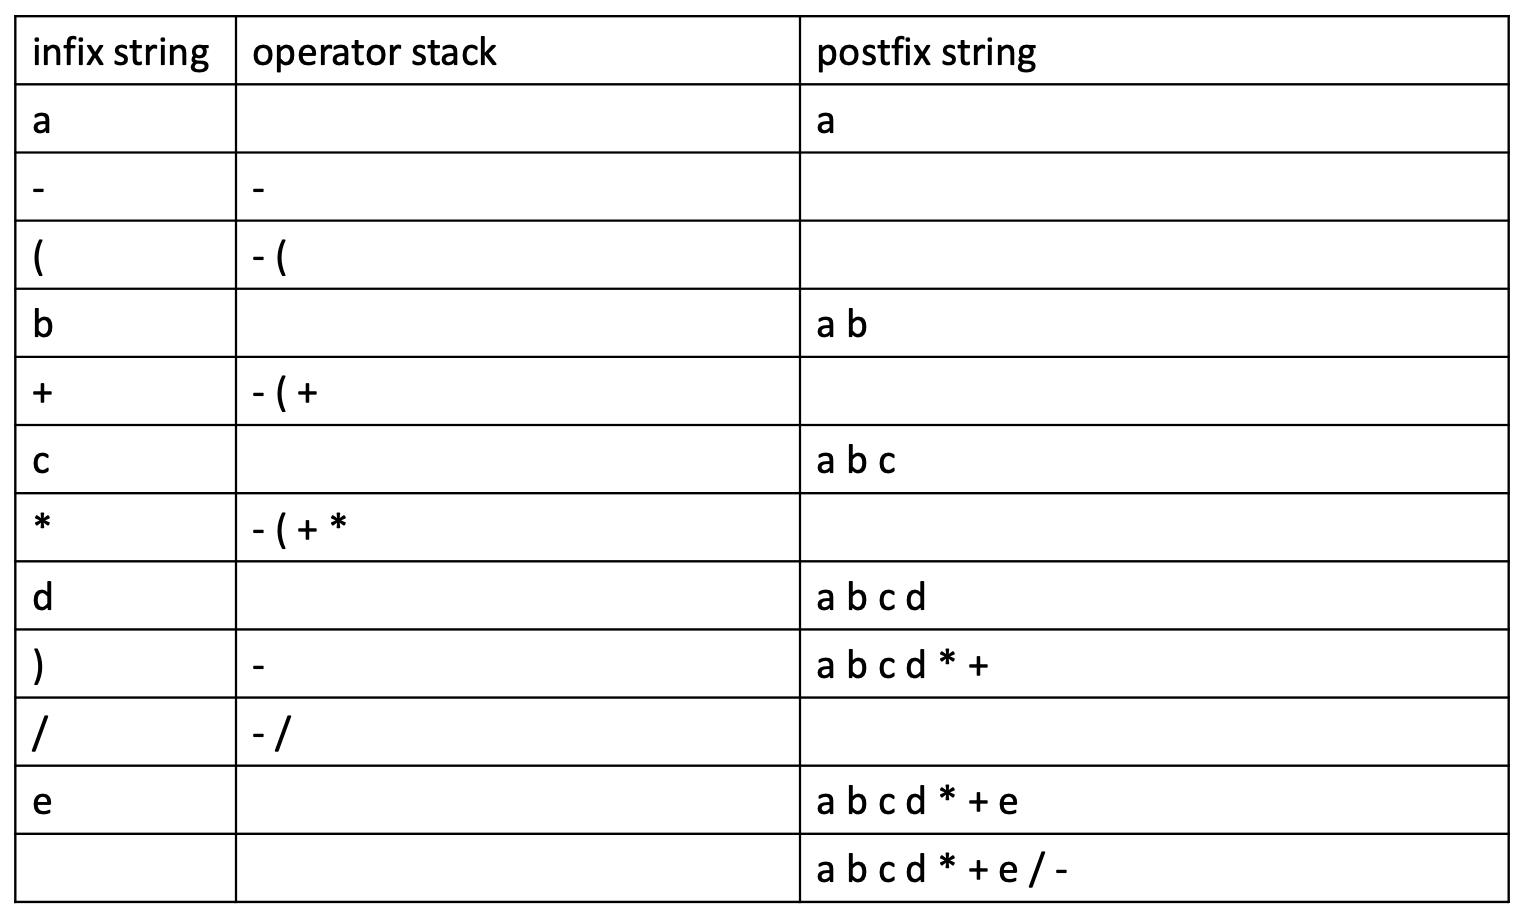 infix string operator stack postfix string
a a
- -
( - (
b a b
+ - ( +
c a b c
* - ( + *
d a b c d
) - a b c d * +
/ - /
e a b c d * + e
a b c d * + e / -